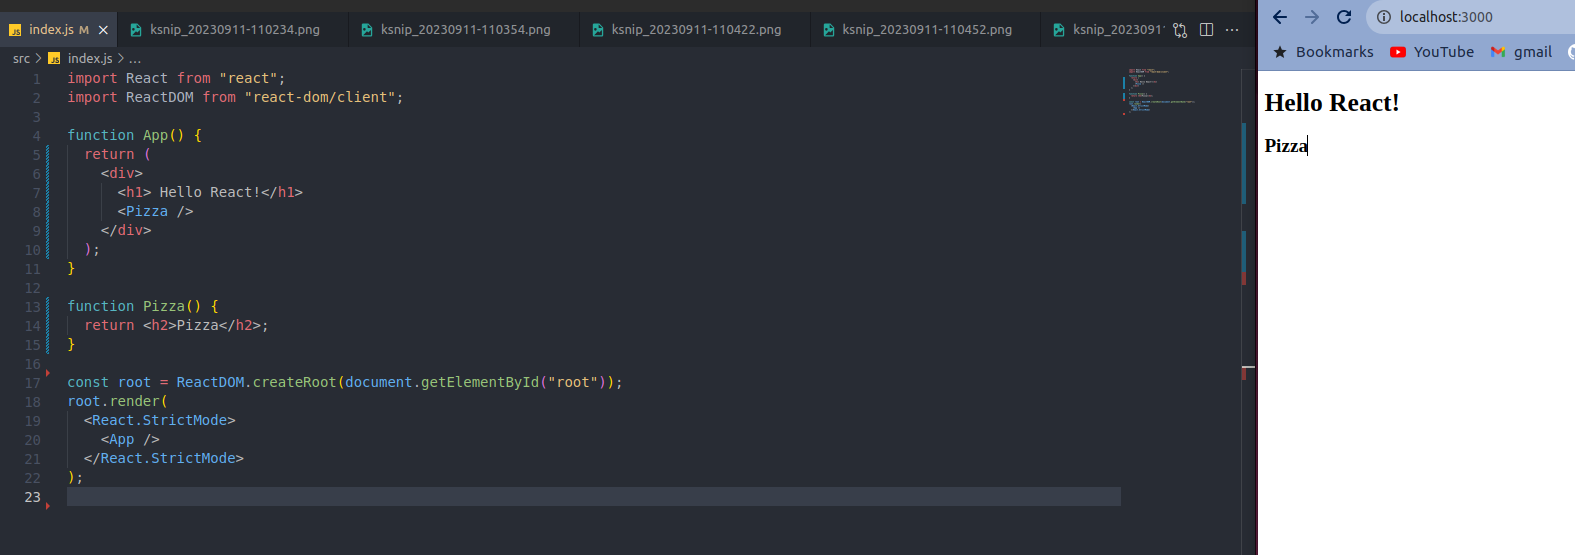 index.js M
ksnip_20230911-110234.png
ksnip_20230911-110354.png
ksnip_20230911-110422.png
ksnip_20230911-110452.png
ksnip_202309111
src > JS index.js > ...
1 import React from "react";
2 import ReactDOM from "react-dom/client";
3
4 function App() {
5 return (
6 <div>
7 <h1> Hello React!</h1>
8 <Pizza />
9 </div>
10 );
11 }
12
13 function Pizza() {
14 return <h2>Pizza</h2>;
15 }
16
17 const root = ReactDOM.createRoot(document.getElementById("root"));
18 root.render(
19 <React.StrictMode>
20 <App />
21 </React.StrictMode>
22 );
23
localhost:3000
Bookmarks YouTube gmail
Hello React!
Pizza